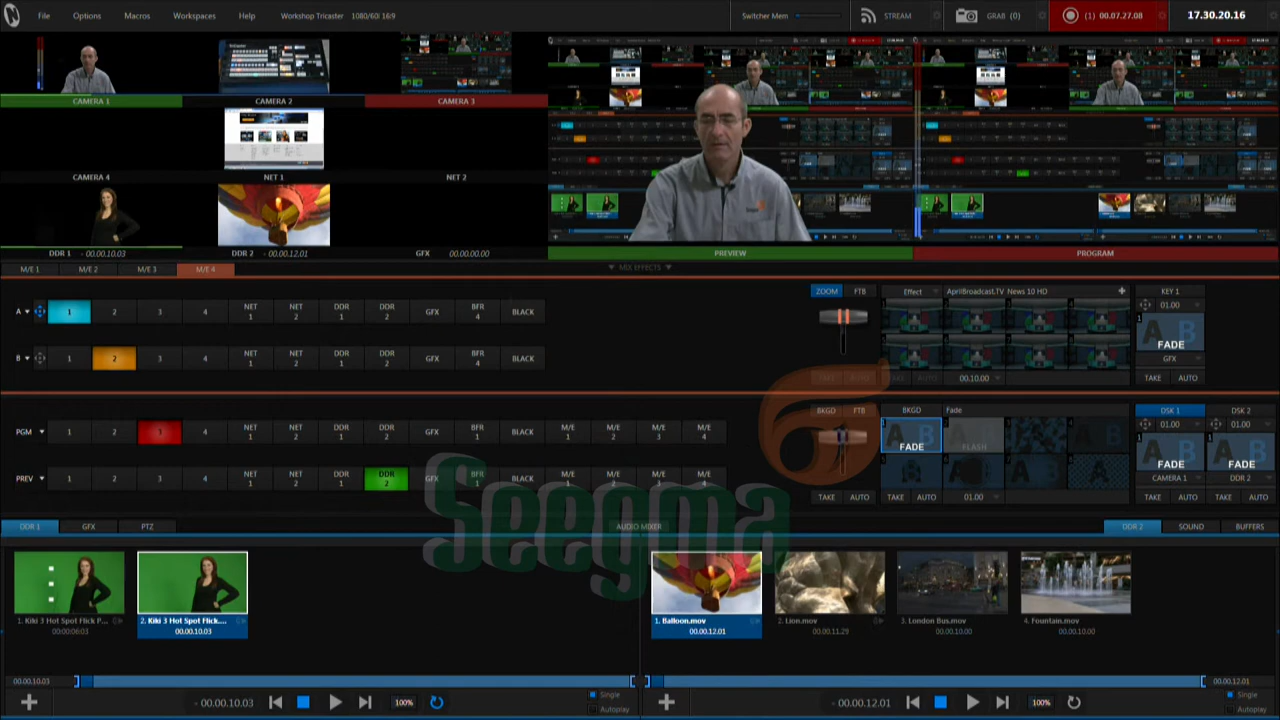 File Options Macros Workspaces Help Workshop Tricaster 1080/60i 16:9 Switcher Mem STREAM GRAB (0) (1) 00.07.27.08 17.30.20.16
CAMERA 1 CAMERA 2 CAMERA 3
CAMERA 4 NET 1 NET 2
DDR 1 - 00.00.10.03 DDR 2 - 00.00.12.01 GFX 00.00.00.00 PREVIEW PROGRAM
M/E 1 M/E 2 M/E 3 M/E 4 MIX EFFECTS
ZOOM FTB Effect AprilBroadcast.TV News 10 HD KEY 1
A 1 2 3 4 NET 1 NET 2 DDR 1 DDR 2 GFX BFR 4 BLACK 01.00
A B FADE
B 1 2 3 4 NET 1 NET 2 DDR 1 DDR 2 GFX BFR 4 BLACK GFX
TAKE AUTO TAKE AUTO 00.10.00 TAKE AUTO
BKGD FTB BKGD Fade DSK 1 DSK 2
PGM 1 2 3 4 NET 1 NET 2 DDR 1 DDR 2 GFX BFR 1 BLACK M/E 1 M/E 2 M/E 3 M/E 4 01.00 01.00
A B FADE FLASH A B FADE A B FADE
PREV 1 2 3 4 NET 1 NET 2 DDR 1 DDR 2 GFX BFR 1 BLACK M/E 1 M/E 2 M/E 3 M/E 4 CAMERA 1 DDR 2
TAKE AUTO TAKE AUTO 01.00 TAKE AUTO TAKE AUTO
Seegma
DDR 1 GFX PTZ AUDIO MIXER DDR 2 SOUND BUFFERS
1. Kiki 3 Hot Spot Flick P... 2. Kiki 3 Hot Spot Flick.... 1. Balloon.mov 2. Lion.mov 3. London Bus.mov 4. Fountain.mov
00.00.06.03 00.00.10.03 00.00.12.01 00.00.11.29 00.00.10.00 00.00.10.00
00.00.10.03 00.00.12.01
- 00.00.10.03 100% Single Autoplay - 00.00.12.01 100% Single Autoplay